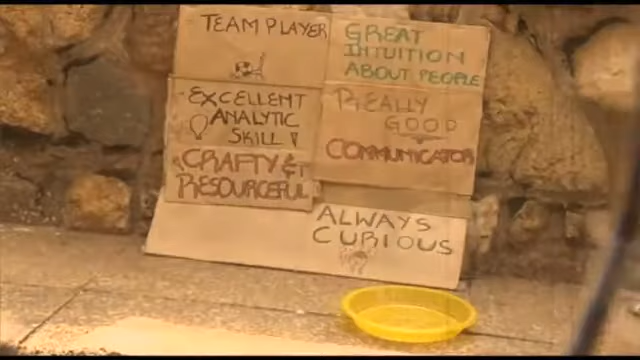 TEAM PLAYER
GREAT
INTUITION
ABOUT PEOPLE
EXCELLENT
ANALYTIC
SKILL
REALLY
GOOD
COMMUNICATOR
CRAFTY &
RESOURCEFUL
ALWAYS
CURIOUS